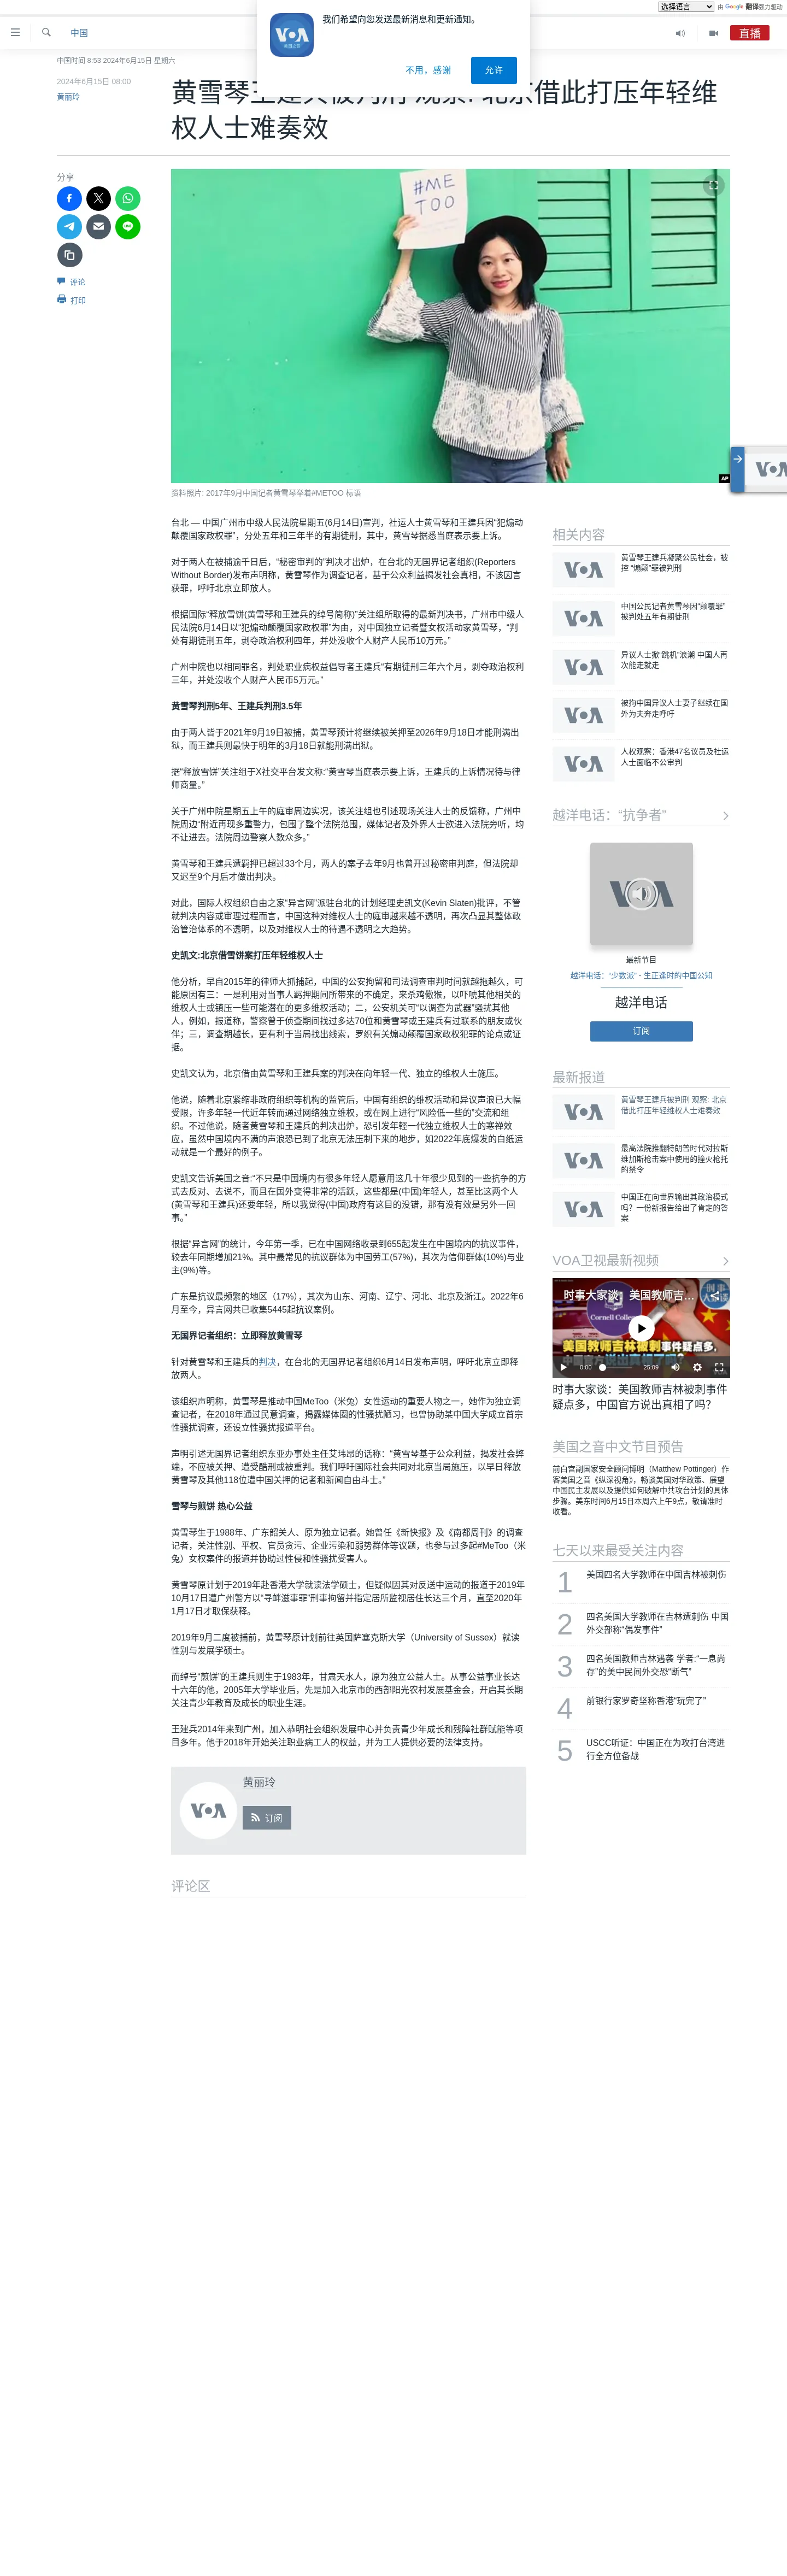 选择语言 由 Google 翻译强力驱动
中国
直播
VOA
美国之音
我们希望向您发送最新消息和更新通知。
不用，感谢
允许
中国时间 8:53 2024年6月15日 星期六
2024年6月15日 08:00
黄丽玲
权人士难奏效
分享
评论
打印
#ME
TOO
AP
资料照片: 2017年9月中国记者黄雪琴举着#METOO 标语
台北 — 中国广州市中级人民法院星期五(6月14日)宣判，社运人士黄雪琴和王建兵因“犯煽动
颠覆国家政权罪”，分处五年和三年半的有期徒刑，其中，黄雪琴据悉当庭表示要上诉。
对于两人在被捕逾千日后，“秘密审判的”判决才出炉，在台北的无国界记者组织(Reporters
Without Border)发布声明称，黄雪琴作为调查记者，基于公众利益揭发社会真相，不该因言
获罪，呼吁北京立即放人。
根据国际“释放雪饼(黄雪琴和王建兵的绰号简称)”关注组所取得的最新判决书，广州市中级人
民法院6月14日以“犯煽动颠覆国家政权罪”为由，对中国独立记者暨女权活动家黄雪琴，“判
处有期徒刑五年，剥夺政治权利四年，并处没收个人财产人民币10万元。”
广州中院也以相同罪名，判处职业病权益倡导者王建兵“有期徒刑三年六个月，剥夺政治权利
三年，并处没收个人财产人民币5万元。”
黄雪琴判刑5年、王建兵判刑3.5年
由于两人皆于2021年9月19日被捕，黄雪琴预计将继续被关押至2026年9月18日才能刑满出
狱，而王建兵则最快于明年的3月18日就能刑满出狱。
据“释放雪饼”关注组于X社交平台发文称:“黄雪琴当庭表示要上诉，王建兵的上诉情况待与律
师商量。”
关于广州中院星期五上午的庭审周边实况，该关注组也引述现场关注人士的反馈称，广州中
院周边“附近再现多重警力，包围了整个法院范围，媒体记者及外界人士欲进入法院旁听，均
不让进去。法院周边警察人数众多。”
黄雪琴和王建兵遭羁押已超过33个月，两人的案子去年9月也曾开过秘密审判庭，但法院却
又迟至9个月后才做出判决。
对此，国际人权组织自由之家“异言网”派驻台北的计划经理史凯文(Kevin Slaten)批评，不管
就判决内容或审理过程而言，中国这种对维权人士的庭审越来越不透明，再次凸显其整体政
治管治体系的不透明，以及对维权人士的待遇不透明之大趋势。
史凯文:北京借雪饼案打压年轻维权人士
他分析，早自2015年的律师大抓捕起，中国的公安拘留和司法调查审判时间就越拖越久，可
能原因有三：一是利用对当事人羁押期间所带来的不确定，来杀鸡儆猴，以吓唬其他相关的
维权人士或镇压一些可能潜在的更多维权活动；二，公安机关可“以调查为武器”骚扰其他
人，例如，报道称，警察曾于侦查期间找过多达70位和黄雪琴或王建兵有过联系的朋友或伙
伴；三，调查期越长，更有利于当局找出线索，罗织有关煽动颠覆国家政权犯罪的论点或证
据。
史凯文认为，北京借由黄雪琴和王建兵案的判决在向年轻一代、独立的维权人士施压。
他说，随着北京紧缩非政府组织等机构的监管后，中国有组织的维权活动和异议声浪已大幅
受限，许多年轻一代近年转而通过网络独立维权，或在网上进行“风险低一些的”交流和组
织。不过他说，随者黄雪琴和王建兵的判决出炉，恐引发年轻一代独立维权人士的寒禅效
应，虽然中国境内不满的声浪恐已到了北京无法压制下来的地步，如2022年底爆发的白纸运
动就是一个最好的例子。
史凯文告诉美国之音:“不只是中国境内有很多年轻人愿意用这几十年很少见到的一些抗争的方
式去反对、去说不，而且在国外变得非常的活跃，这些都是(中国)年轻人，甚至比这两个人
(黄雪琴和王建兵)还要年轻，所以我觉得(中国)政府有这目的没错，那有没有效是另外一回
事。”
根据“异言网”的统计，今年第一季，已在中国网络收录到655起发生在中国境内的抗议事件，
较去年同期增加21%。其中最常见的抗议群体为中国劳工(57%)，其次为信仰群体(10%)与业
主(9%)等。
广东是抗议最频繁的地区（17%），其次为山东、河南、辽宁、河北、北京及浙江。2022年6
月至今，异言网共已收集5445起抗议案例。
无国界记者组织：立即释放黄雪琴
针对黄雪琴和王建兵的判决，在台北的无国界记者组织6月14日发布声明，呼吁北京立即释
放两人。
该组织声明称，黄雪琴是推动中国MeToo（米兔）女性运动的重要人物之一，她作为独立调
查记者，在2018年通过民意调查，揭露媒体圈的性骚扰陋习，也曾协助某中国大学成立首宗
性骚扰调查，还设立性骚扰报道平台。
声明引述无国界记者组织东亚办事处主任艾玮昂的话称：“黄雪琴基于公众利益，揭发社会弊
端，不应被关押、遭受酷刑或被重判。我们呼吁国际社会共同对北京当局施压，以早日释放
黄雪琴及其他118位遭中国关押的记者和新闻自由斗士。”
雪琴与煎饼 热心公益
黄雪琴生于1988年、广东韶关人、原为独立记者。她曾任《新快报》及《南都周刊》的调查
记者，关注性别、平权、官员贪污、企业污染和弱势群体等议题，也参与过多起#MeToo（米
兔）女权案件的报道并协助过性侵和性骚扰受害人。
黄雪琴原计划于2019年赴香港大学就读法学硕士，但疑似因其对反送中运动的报道于2019年
10月17日遭广州警方以“寻衅滋事罪”刑事拘留并指定居所监视居住长达三个月，直至2020年
1月17日才取保获释。
2019年9月二度被捕前，黄雪琴原计划前往英国萨塞克斯大学（University of Sussex）就读
性别与发展学硕士。
而绰号“煎饼”的王建兵则生于1983年，甘肃天水人，原为独立公益人士。从事公益事业长达
十六年的他，2005年大学毕业后，先是加入北京市的西部阳光农村发展基金会，开启其长期
关注青少年教育及成长的职业生涯。
王建兵2014年来到广州，加入恭明社会组织发展中心并负责青少年成长和残障社群赋能等项
目多年。他于2018年开始关注职业病工人的权益，并为工人提供必要的法律支持。
黄丽玲
订阅
评论区
相关内容
黄雪琴王建兵凝聚公民社会，被
控 “煽颠”罪被判刑
中国公民记者黄雪琴因“颠覆罪”
被判处五年有期徒刑
异议人士掀“跳机”浪潮 中国人再
次能走就走
被拘中国异议人士妻子继续在国
外为夫奔走呼吁
人权观察：香港47名议员及社运
人士面临不公审判
越洋电话：“抗争者”
最新节目
越洋电话：“少数派” - 生正逢时的中国公知
越洋电话
订阅
最新报道
黄雪琴王建兵被判刑 观察: 北京
借此打压年轻维权人士难奏效
最高法院推翻特朗普时代对拉斯
维加斯枪击案中使用的撞火枪托
的禁令
中国正在向世界输出其政治模式
吗？一份新报告给出了肯定的答
案
VOA卫视最新视频
时事大家谈：美国教师吉…
Cornell Colle
美国教师吉林被刺事件疑点多,
0:00
25:09
时事大家谈：美国教师吉林被刺事件
疑点多，中国官方说出真相了吗？
美国之音中文节目预告
前白宫副国家安全顾问博明（Matthew Pottinger）作
客美国之音《纵深视角》，畅谈美国对华政策、展望
中国民主发展以及提供如何破解中共攻台计划的具体
步骤。美东时间6月15日本周六上午9点，敬请准时
收看。
七天以来最受关注内容
1 美国四名大学教师在中国吉林被刺伤
2 四名美国大学教师在吉林遭刺伤 中国
外交部称“偶发事件”
3 四名美国教师吉林遇袭 学者:“一息尚
存”的美中民间外交恐“断气”
4 前银行家罗奇坚称香港“玩完了”
5 USCC听证：中国正在为攻打台湾进
行全方位备战